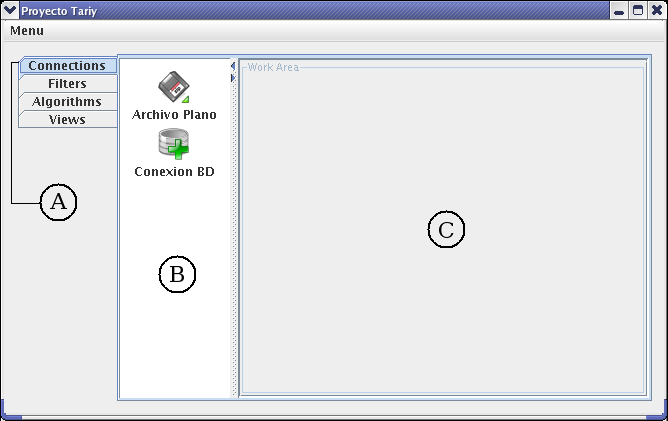 Proyecto Tariy
Menu
Connections
Filters
Algorithms
Views
Archivo Plano
Conexion BD
Work Area
A
B
C